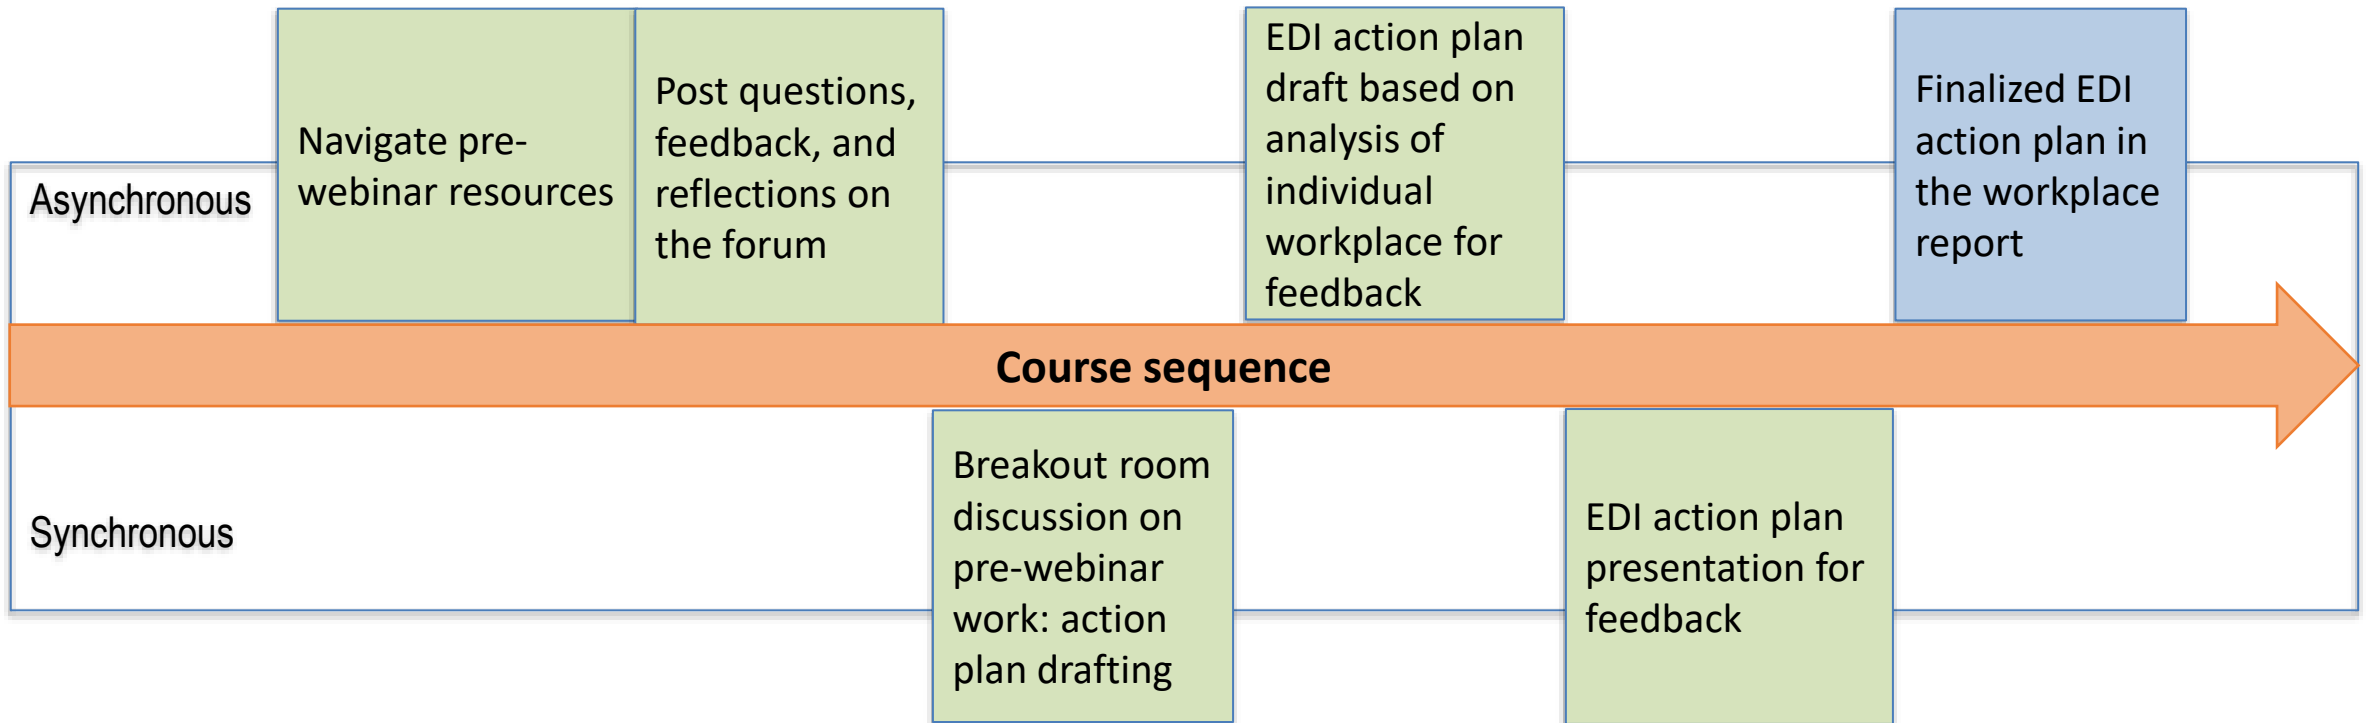 Asynchronous
Navigate pre-
webinar resources
Post questions,
feedback, and
reflections on
the forum
EDI action plan
draft based on
analysis of
individual
workplace for
feedback
Finalized EDI
action plan in
the workplace
report
Course sequence
Synchronous
Breakout room
discussion on
pre-webinar
work: action
plan drafting
EDI action plan
presentation for
feedback